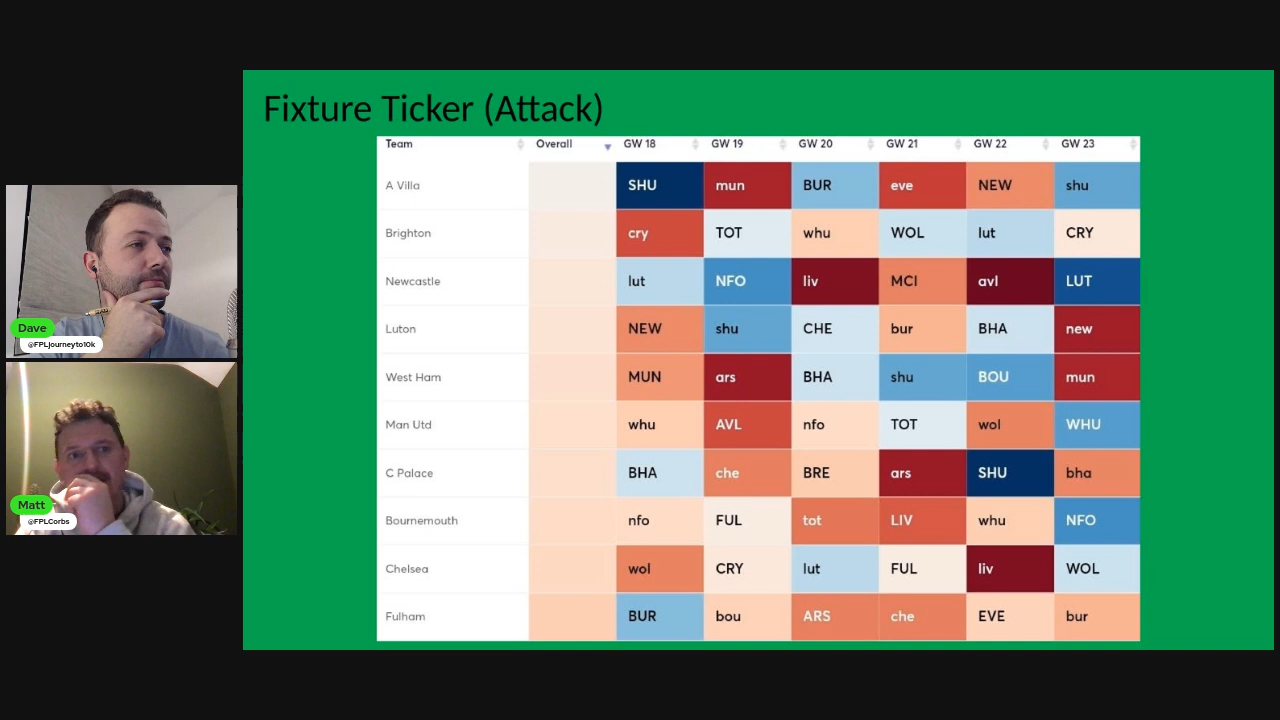 Fixture Ticker (Attack)
Team Overall GW 18 GW 19 GW 20 GW 21 GW 22 GW 23
A Villa SHU mun BUR eve NEW shu
Brighton cry TOT whu WOL lut CRY
Newcastle lut NFO liv MCI avl LUT
Luton NEW shu CHE bur BHA new
West Ham MUN ars BHA shu BOU mun
Man Utd whu AVL nfo TOT wol WHU
C Palace BHA che BRE ars SHU bha
Bournemouth nfo FUL tot LIV whu NFO
Chelsea wol CRY lut FUL liv WOL
Fulham BUR bou ARS che EVE bur
Dave
@FPLjourneyto10k
Matt
@FPLCorbs